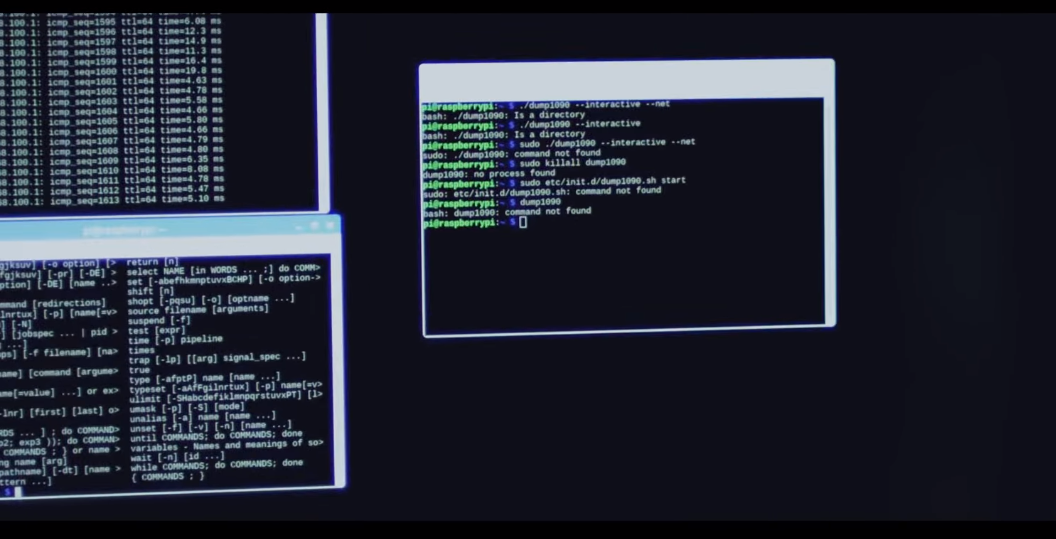 8.100.1: icmp_seq=1595 ttl=64 time=6.08 ms
8.100.1: icmp_seq=1596 ttl=64 time=12.3 ms
8.100.1: icmp_seq=1597 ttl=64 time=14.9 ms
8.100.1: icmp_seq=1598 ttl=64 time=11.3 ms
8.100.1: icmp_seq=1599 ttl=64 time=16.4 ms
8.100.1: icmp_seq=1600 ttl=64 time=19.8 ms
8.100.1: icmp_seq=1601 ttl=64 time=4.63 ms
8.100.1: icmp_seq=1602 ttl=64 time=4.78 ms
8.100.1: icmp_seq=1603 ttl=64 time=5.58 ms
8.100.1: icmp_seq=1604 ttl=64 time=4.66 ms
8.100.1: icmp_seq=1605 ttl=64 time=5.80 ms
8.100.1: icmp_seq=1606 ttl=64 time=4.66 ms
8.100.1: icmp_seq=1607 ttl=64 time=4.79 ms
8.100.1: icmp_seq=1608 ttl=64 time=4.80 ms
8.100.1: icmp_seq=1609 ttl=64 time=6.35 ms
8.100.1: icmp_seq=1610 ttl=64 time=8.08 ms
8.100.1: icmp_seq=1611 ttl=64 time=4.78 ms
8.100.1: icmp_seq=1612 ttl=64 time=5.47 ms
8.100.1: icmp_seq=1613 ttl=64 time=5.10 ms
pi@raspberrypi:~ $ ./dump1090 --interactive --net
bash: ./dump1090: Is a directory
pi@raspberrypi:~ $ ./dump1090 --interactive
bash: ./dump1090: Is a directory
pi@raspberrypi:~ $ sudo ./dump1090 --interactive --net
sudo: ./dump1090: command not found
pi@raspberrypi:~ $ sudo killall dump1090
dump1090: no process found
pi@raspberrypi:~ $ sudo etc/init.d/dump1090.sh start
sudo: etc/init.d/dump1090.sh: command not found
pi@raspberrypi:~ $ dump1090
bash: dump1090: command not found
pi@raspberrypi:~ $
gjksuv] [-o option] [> return [n]
fgjksuv] [-pr] [-DE] > select NAME [in WORDS ... ;] do COMM>
ption] [-DE] [name ..> set [-abefhkmnptuvxBCHP] [-o option->
shift [n]
mmand [redirections] shopt [-pqsu] [-o] [optname ...]
lnrtux] [-p] [name[=v> source filename [arguments]
] [-N] suspend [-f]
] [jobspec ... | pid > test [expr]
...] time [-p] pipeline
ups] [-f filename] [na> times
trap [-lp] [[arg] signal_spec ...]
name] [command [argume> true
type [-afptP] name [name ...]
ame[=value] ...] or ex> typeset [-aAfFgilnrtux] [-p] name[=v>
ulimit [-SHabcdefiklmnpqrstuvxPT] [l>
-lnr] [first] [last] o> umask [-p] [-S] [mode]
unalias [-a] name [name ...]
RDS ... ] ; do COMMAND> unset [-f] [-v] [-n] [name ...]
p2; exp3 )); do COMMAN> until COMMANDS; do COMMANDS; done
COMMANDS ; } or name > variables - Names and meanings of so>
ng name [arg] wait [-n] [id ...]
pathname] [-dt] [name > while COMMANDS; do COMMANDS; done
ttern ...] { COMMANDS ; }
$